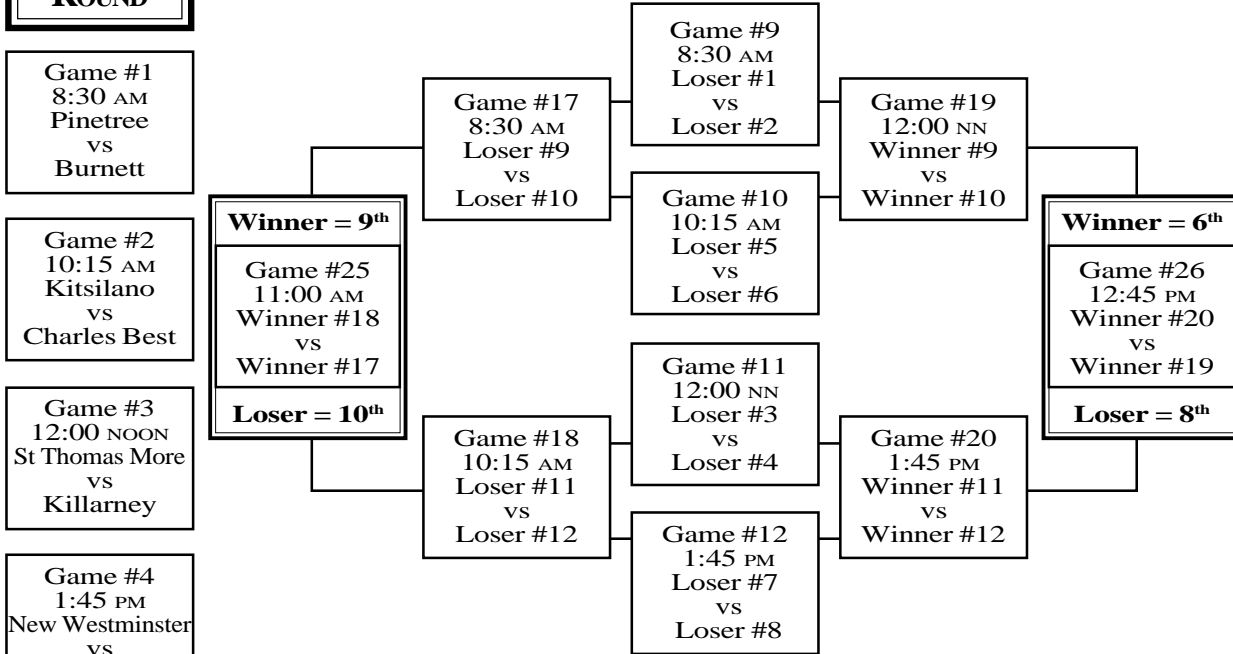 ROUND
Game #1
8:30 AM
Pinetree
vs
Burnett
Game #2
10:15 AM
Kitsilano
vs
Charles Best
Game #3
12:00 NOON
St Thomas More
vs
Killarney
Game #4
1:45 PM
New Westminster
vs
Winner = 9th
Game #25
11:00 AM
Winner #18
vs
Winner #17
Loser = 10th
Game #17
8:30 AM
Loser #9
vs
Loser #10
Game #18
10:15 AM
Loser #11
vs
Loser #12
Game #9
8:30 AM
Loser #1
vs
Loser #2
Game #10
10:15 AM
Loser #5
vs
Loser #6
Game #11
12:00 NN
Loser #3
vs
Loser #4
Game #12
1:45 PM
Loser #7
vs
Loser #8
Game #19
12:00 NN
Winner #9
vs
Winner #10
Game #20
1:45 PM
Winner #11
vs
Winner #12
Winner = 6th
Game #26
12:45 PM
Winner #20
vs
Winner #19
Loser = 8th